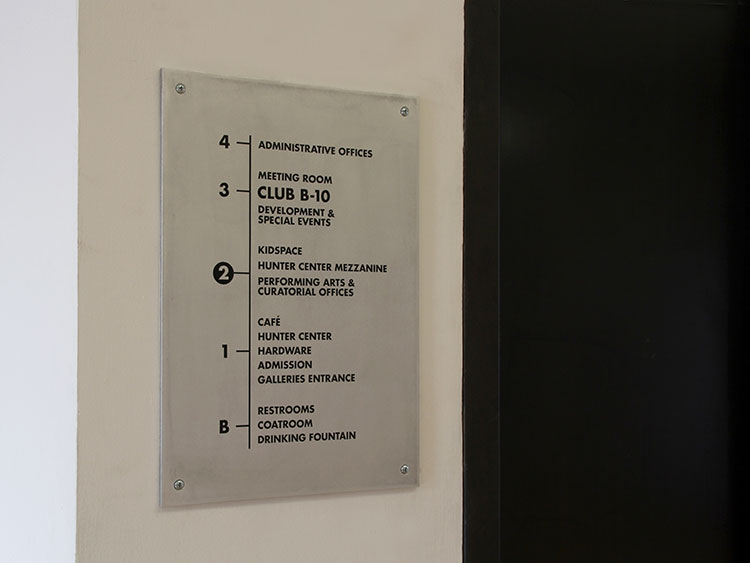 4 ADMINISTRATIVE OFFICES
MEETING ROOM
3 CLUB B-10
DEVELOPMENT &
SPECIAL EVENTS
KIDSPACE
2 HUNTER CENTER MEZZANINE
PERFORMING ARTS &
CURATORIAL OFFICES
CAFÉ
HUNTER CENTER
1 HARDWARE
ADMISSION
GALLERIES ENTRANCE
RESTROOMS
B COATROOM
DRINKING FOUNTAIN